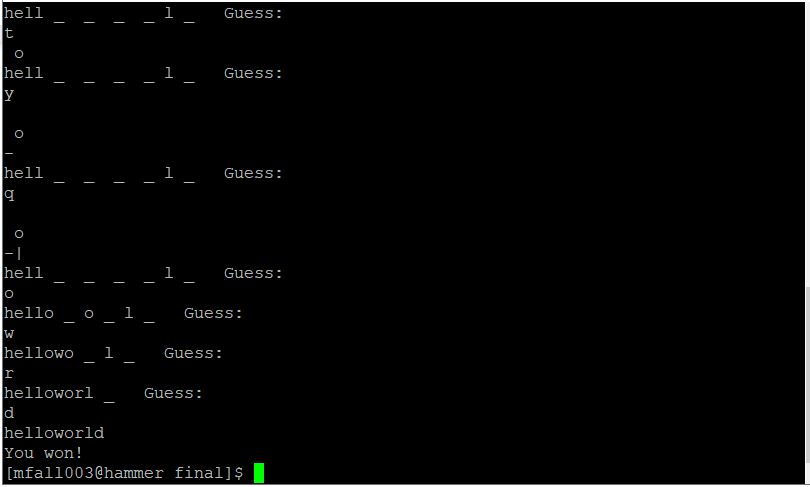 hell _  _  _  _ l _   Guess:
t
 o
hell _  _  _  _ l _   Guess:
y

 o
-
hell _  _  _  _ l _   Guess:
q

 o
-|
hell _  _  _  _ l _   Guess:
o
hello _ o _ l _   Guess:
w
hellowo _ l _   Guess:
r
helloworl _   Guess:
d
helloworld
You won!
[mfall003@hammer final]$